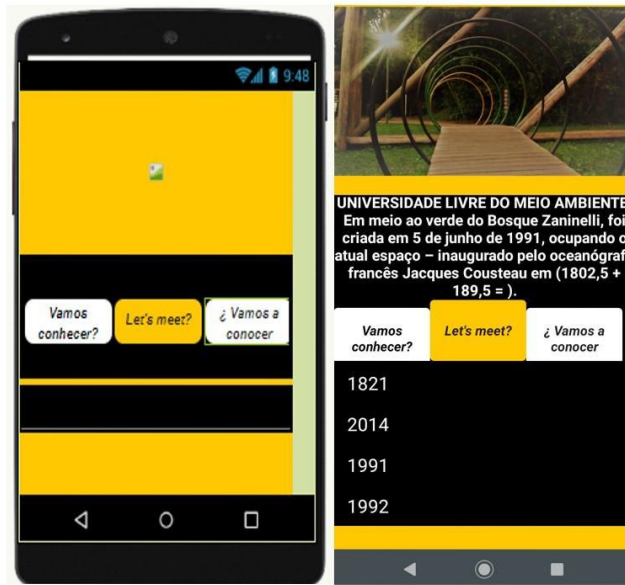 9:48
Vamos conhecer?
Let's meet?
¿ Vamos a conocer
UNIVERSIDADE LIVRE DO MEIO AMBIENTE
Em meio ao verde do Bosque Zaninelli, foi
criada em 5 de junho de 1991, ocupando o
atual espaço – inaugurado pelo oceanógraf
francês Jacques Cousteau em (1802,5 +
189,5 = ).
Vamos conhecer?
Let's meet?
¿ Vamos a conocer
1821
2014
1991
1992